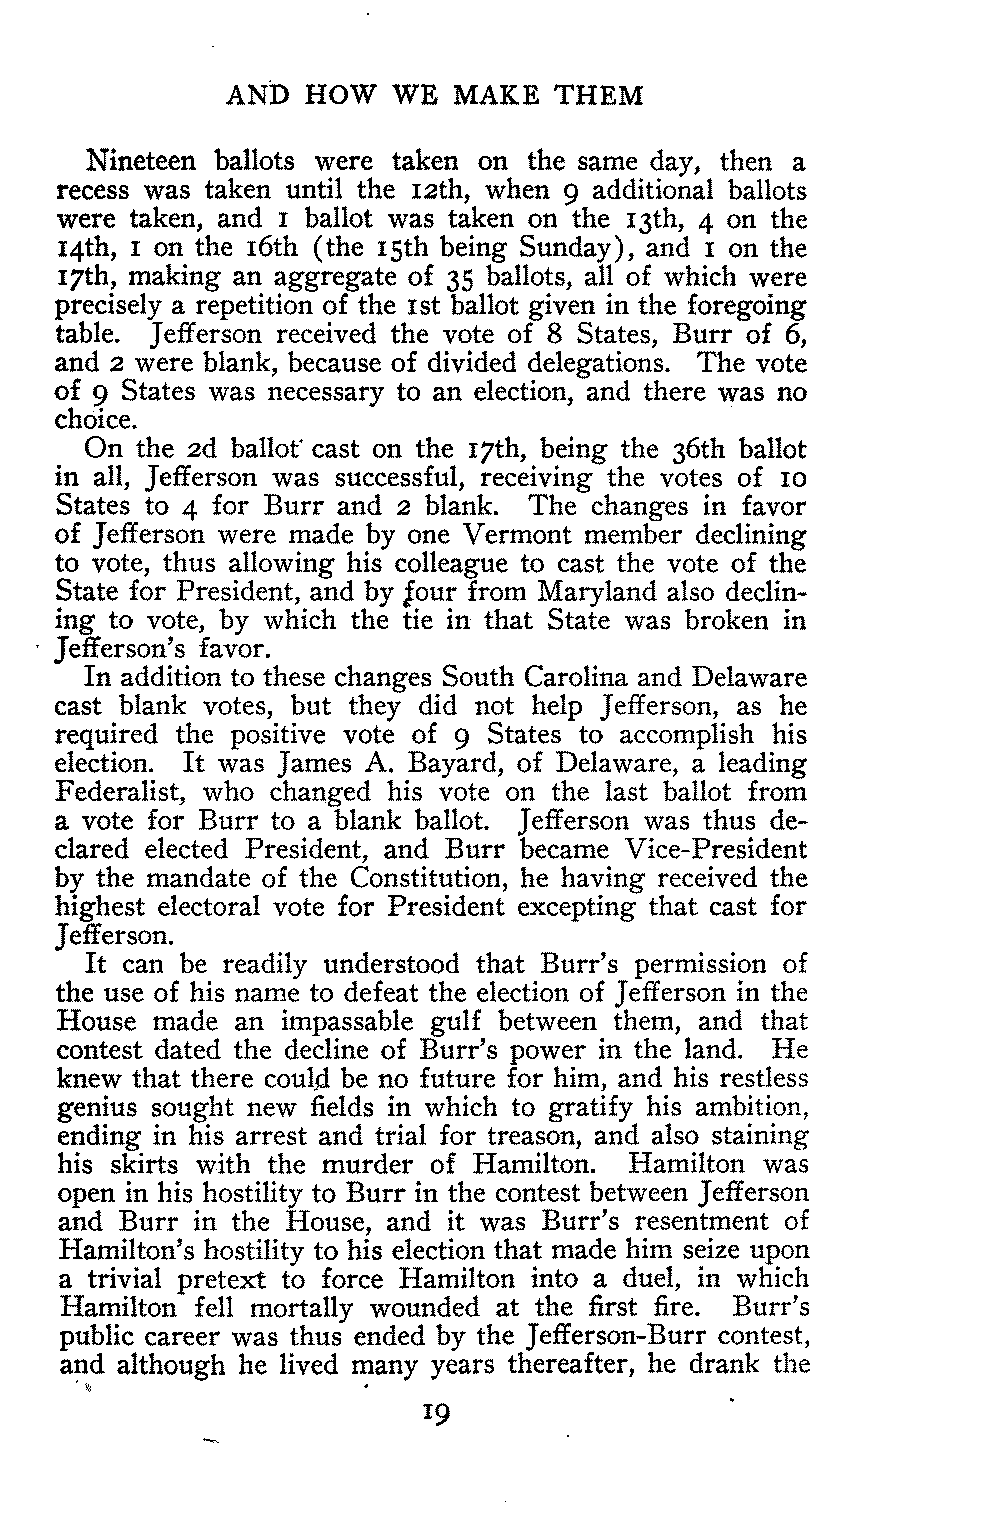 AND HOW WE MAKE THEM
Nineteen ballots were taken on the same day, then a
recess was taken until the 12th, when 9 additional ballots
were taken, and 1 ballot was taken on the 13th, 4 on the
14th, 1 on the 16th (the 15th being Sunday), and 1 on the
17th, making an aggregate of 35 ballots, all of which were
precisely a repetition of the 1st ballot given in the foregoing
table. Jefferson received the vote of 8 States, Burr of 6,
and 2 were blank, because of divided delegations. The vote
of 9 States was necessary to an election, and there was no
choice.
On the 2d ballot cast on the 17th, being the 36th ballot
in all, Jefferson was successful, receiving the votes of 10
States to 4 for Burr and 2 blank. The changes in favor
of Jefferson were made by one Vermont member declining
to vote, thus allowing his colleague to cast the vote of the
State for President, and by four from Maryland also declin-
ing to vote, by which the tie in that State was broken in
Jefferson's favor.
In addition to these changes South Carolina and Delaware
cast blank votes, but they did not help Jefferson, as he
required the positive vote of 9 States to accomplish his
election. It was James A. Bayard, of Delaware, a leading
Federalist, who changed his vote on the last ballot from
a vote for Burr to a blank ballot. Jefferson was thus de-
clared elected President, and Burr became Vice-President
by the mandate of the Constitution, he having received the
highest electoral vote for President excepting that cast for
Jefferson.
It can be readily understood that Burr's permission of
the use of his name to defeat the election of Jefferson in the
House made an impassable gulf between them, and that
contest dated the decline of Burr's power in the land. He
knew that there could be no future for him, and his restless
genius sought new fields in which to gratify his ambition,
ending in his arrest and trial for treason, and also staining
his skirts with the murder of Hamilton. Hamilton was
open in his hostility to Burr in the contest between Jefferson
and Burr in the House, and it was Burr's resentment of
Hamilton's hostility to his election that made him seize upon
a trivial pretext to force Hamilton into a duel, in which
Hamilton fell mortally wounded at the first fire. Burr's
public career was thus ended by the Jefferson-Burr contest,
and although he lived many years thereafter, he drank the
19